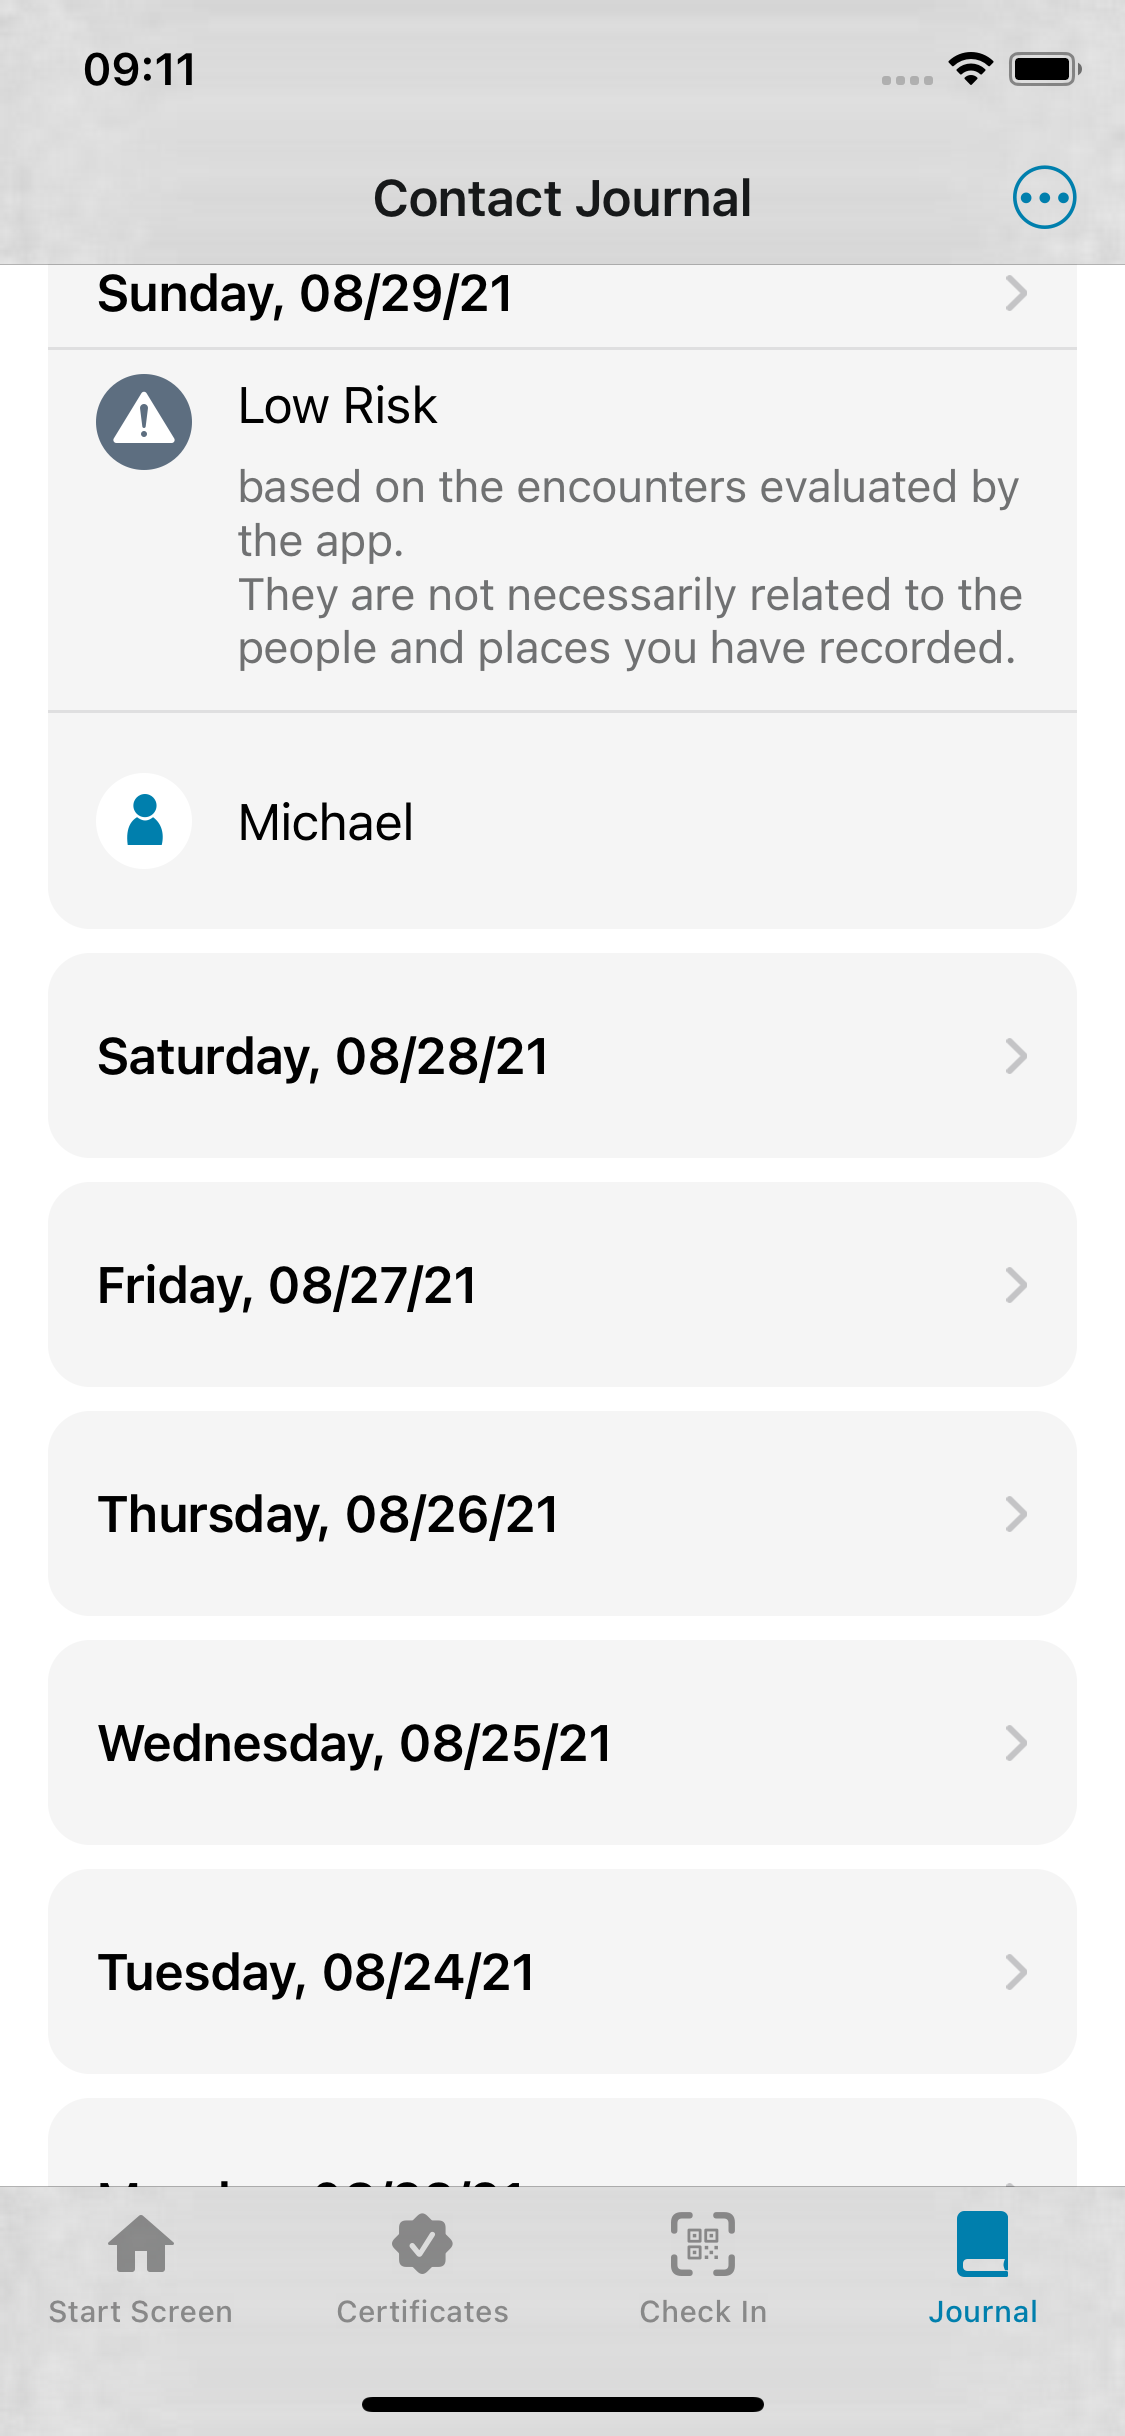 09:11
Contact Journal
Sunday, 08/29/21
Low Risk
based on the encounters evaluated by
the app.
They are not necessarily related to the
people and places you have recorded.
Michael
Saturday, 08/28/21
Friday, 08/27/21
Thursday, 08/26/21
Wednesday, 08/25/21
Tuesday, 08/24/21
Start Screen
Certificates
Check In
Journal